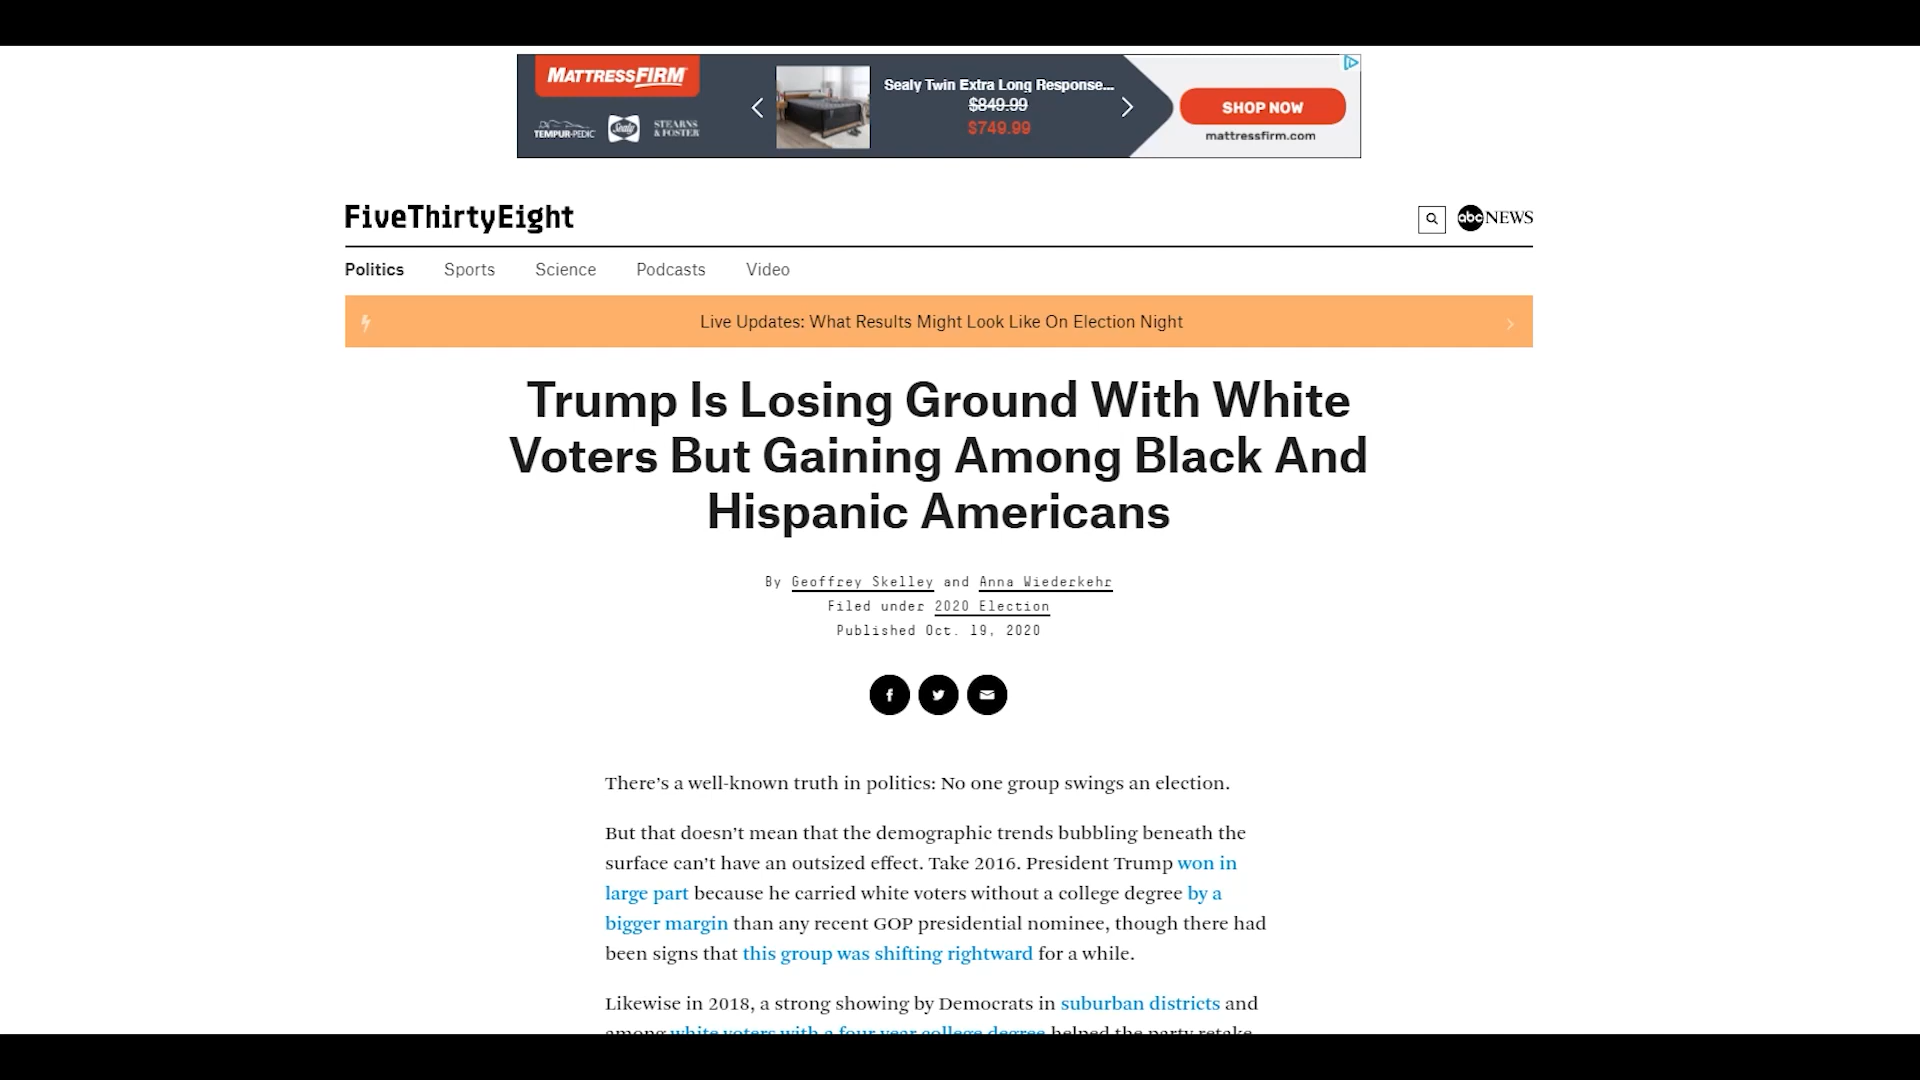 MATTRESSFIRM
TEMPUR-PEDIC Sealy STEARNS & FOSTER
Sealy Twin Extra Long Response...
$849.99
$749.99
SHOP NOW
mattressfirm.com
FiveThirtyEight
abc NEWS
Politics Sports Science Podcasts Video
Live Updates: What Results Might Look Like On Election Night
Trump Is Losing Ground With White
Voters But Gaining Among Black And
Hispanic Americans
By Geoffrey Skelley and Anna Wiederkehr
Filed under 2020 Election
Published Oct. 19, 2020
There’s a well-known truth in politics: No one group swings an election.
But that doesn’t mean that the demographic trends bubbling beneath the
surface can’t have an outsized effect. Take 2016. President Trump won in
large part because he carried white voters without a college degree by a
bigger margin than any recent GOP presidential nominee, though there had
been signs that this group was shifting rightward for a while.
Likewise in 2018, a strong showing by Democrats in suburban districts and
among white voters with a four-year college degree helped the party retake